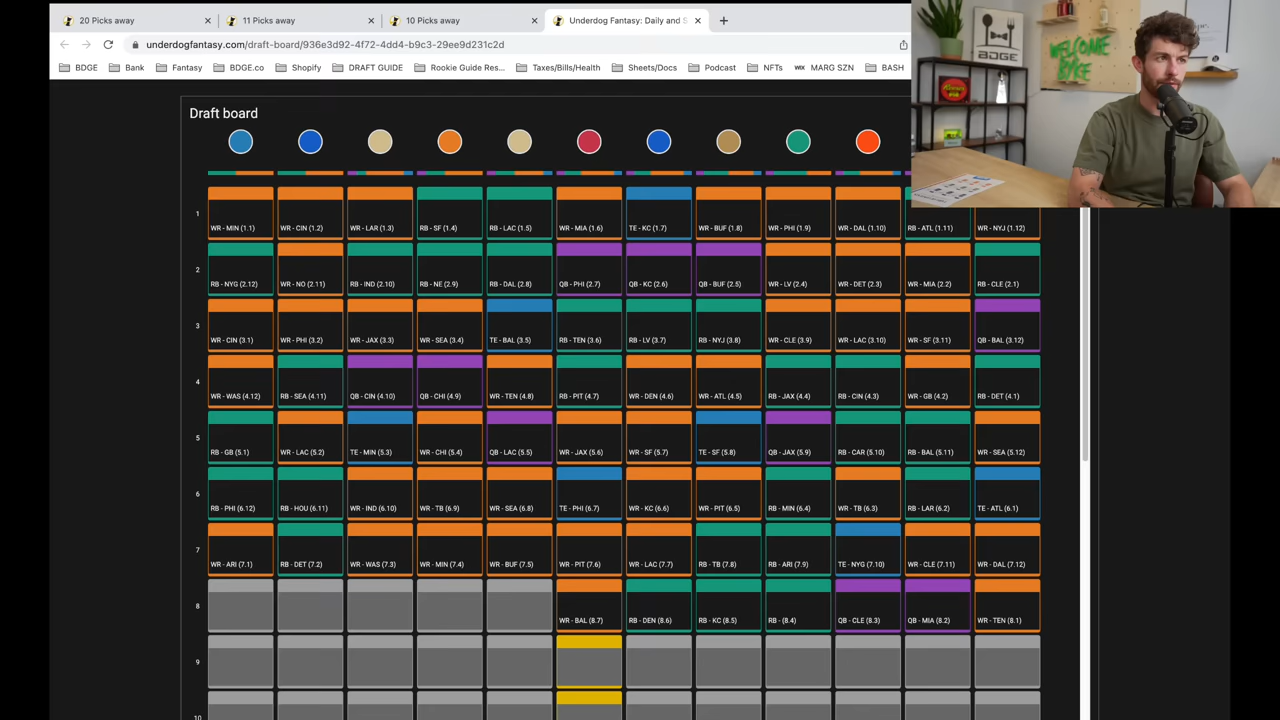 20 Picks away
11 Picks away
10 Picks away
Underdog Fantasy: Daily and S
underdogfantasy.com/draft-board/936e3d92-4f72-4dd4-b9c3-29ee9d231c2d
BDGE
Bank
Fantasy
BDGE.co
Shopify
DRAFT GUIDE
Rookie Guide Res...
Taxes/Bills/Health
Sheets/Docs
Podcast
NFTs
WIX MARG SZN
BASH
BDGE
WELCOME
Draft board
1
WR - MIN (1.1) WR - CIN (1.2) WR - LAR (1.3) RB - SF (1.4) RB - LAC (1.5) WR - MIA (1.6) TE - KC (1.7) WR - BUF (1.8) WR - PHI (1.9) WR - DAL (1.10) RB - ATL (1.11) WR - NYJ (1.12)
2
RB - NYG (2.12) WR - NO (2.11) RB - IND (2.10) RB - NE (2.9) RB - DAL (2.8) QB - PHI (2.7) QB - KC (2.6) QB - BUF (2.5) WR - LV (2.4) WR - DET (2.3) WR - MIA (2.2) RB - CLE (2.1)
3
WR - CIN (3.1) WR - PHI (3.2) WR - JAX (3.3) WR - SEA (3.4) TE - BAL (3.5) RB - TEN (3.6) RB - LV (3.7) RB - NYJ (3.8) WR - CLE (3.9) WR - LAC (3.10) WR - SF (3.11) QB - BAL (3.12)
4
WR - WAS (4.12) RB - SEA (4.11) QB - CIN (4.10) QB - CHI (4.9) WR - TEN (4.8) RB - PIT (4.7) WR - DEN (4.6) WR - ATL (4.5) RB - JAX (4.4) RB - CIN (4.3) WR - GB (4.2) RB - DET (4.1)
5
RB - GB (5.1) WR - LAC (5.2) TE - MIN (5.3) WR - CHI (5.4) QB - LAC (5.5) WR - JAX (5.6) WR - SF (5.7) TE - SF (5.8) QB - JAX (5.9) RB - CAR (5.10) RB - BAL (5.11) WR - SEA (5.12)
6
RB - PHI (6.12) RB - HOU (6.11) WR - IND (6.10) WR - TB (6.9) WR - SEA (6.8) TE - PHI (6.7) WR - KC (6.6) WR - PIT (6.5) RB - MIN (6.4) WR - TB (6.3) RB - LAR (6.2) TE - ATL (6.1)
7
WR - ARI (7.1) RB - DET (7.2) WR - WAS (7.3) WR - MIN (7.4) WR - BUF (7.5) WR - PIT (7.6) WR - LAC (7.7) RB - TB (7.8) RB - ARI (7.9) TE - NYG (7.10) WR - CLE (7.11) WR - DAL (7.12)
8
WR - BAL (8.7) RB - DEN (8.6) RB - KC (8.5) RB - (8.4) QB - CLE (8.3) QB - MIA (8.2) WR - TEN (8.1)
9
10